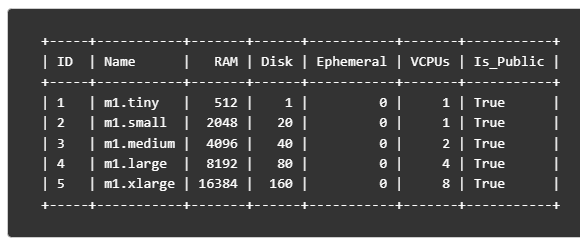 +-----+-----------+-------+------+-----------+-------+-----------+
| ID  | Name      |   RAM | Disk | Ephemeral | VCPUs | Is_Public |
+-----+-----------+-------+------+-----------+-------+-----------+
| 1   | m1.tiny   |   512 |    1 |         0 |     1 | True      |
| 2   | m1.small  |  2048 |   20 |         0 |     1 | True      |
| 3   | m1.medium |  4096 |   40 |         0 |     2 | True      |
| 4   | m1.large  |  8192 |   80 |         0 |     4 | True      |
| 5   | m1.xlarge | 16384 |  160 |         0 |     8 | True      |
+-----+-----------+-------+------+-----------+-------+-----------+